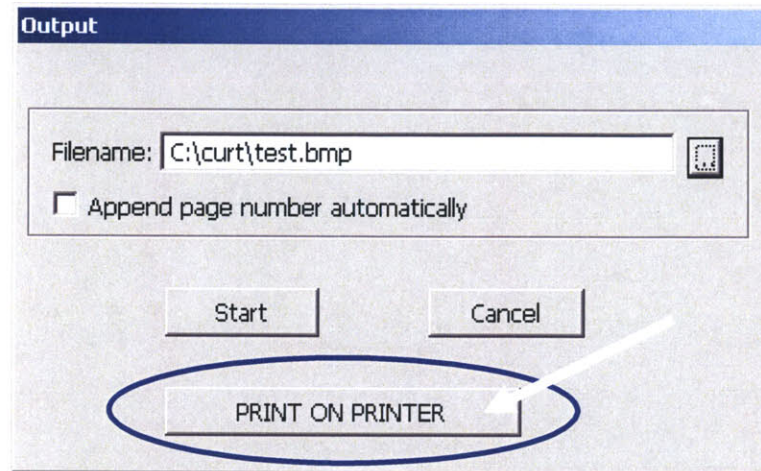 Output
Filename: C:\curt\test.bmp
Append page number automatically
Start Cancel
PRINT ON PRINTER